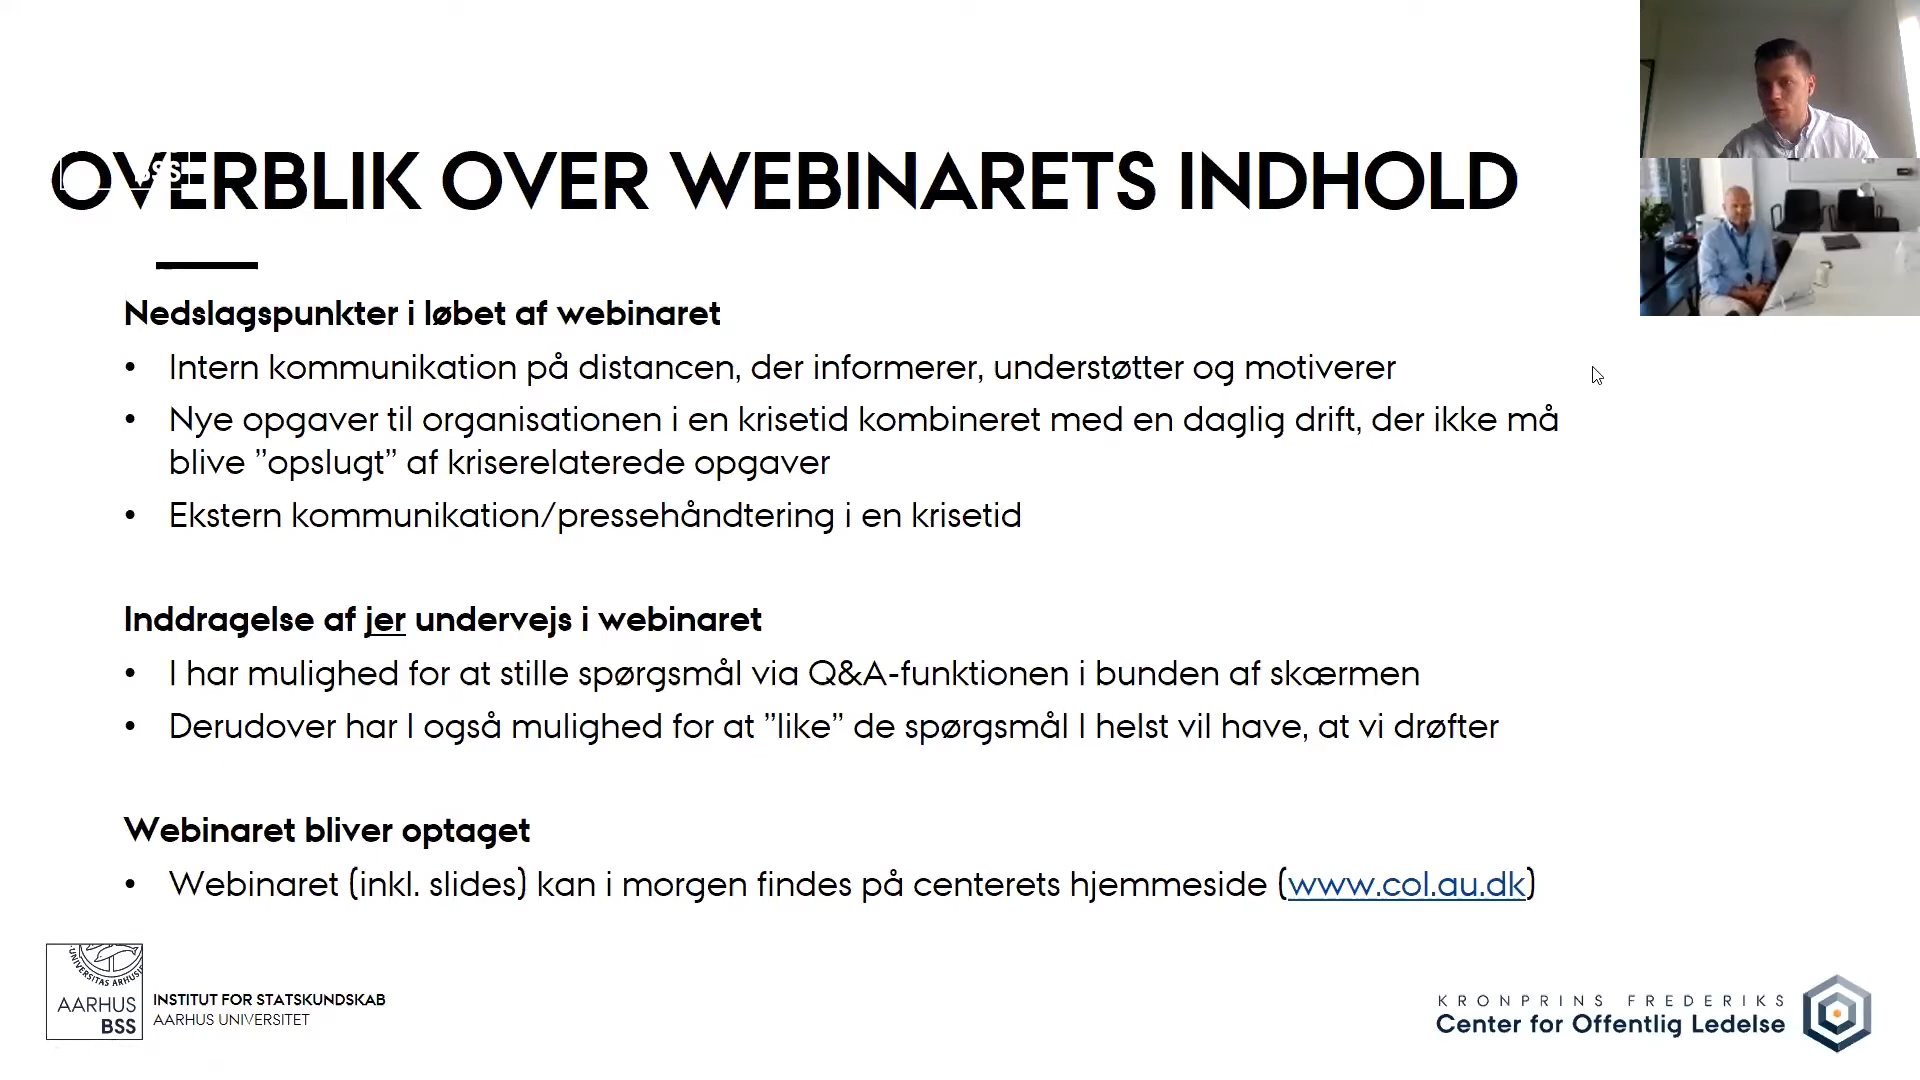 OVERBLIK OVER WEBINARETS INDHOLD
BSS
Nedslagspunkter i løbet af webinaret
• Intern kommunikation på distancen, der informerer, understøtter og motiverer
• Nye opgaver til organisationen i en krisetid kombineret med en daglig drift, der ikke må
blive ”opslugt” af kriserelaterede opgaver
• Ekstern kommunikation/pressehåndtering i en krisetid
Inddragelse af jer undervejs i webinaret
• I har mulighed for at stille spørgsmål via Q&A-funktionen i bunden af skærmen
• Derudover har I også mulighed for at ”like” de spørgsmål I helst vil have, at vi drøfter
Webinaret bliver optaget
• Webinaret (inkl. slides) kan i morgen findes på centerets hjemmeside (www.col.au.dk)
UNIVERSITAS ARHUSIE
AARHUS
BSS
INSTITUT FOR STATSKUNDSKAB
AARHUS UNIVERSITET
KRONPRINS FREDERIKS
Center for Offentlig Ledelse